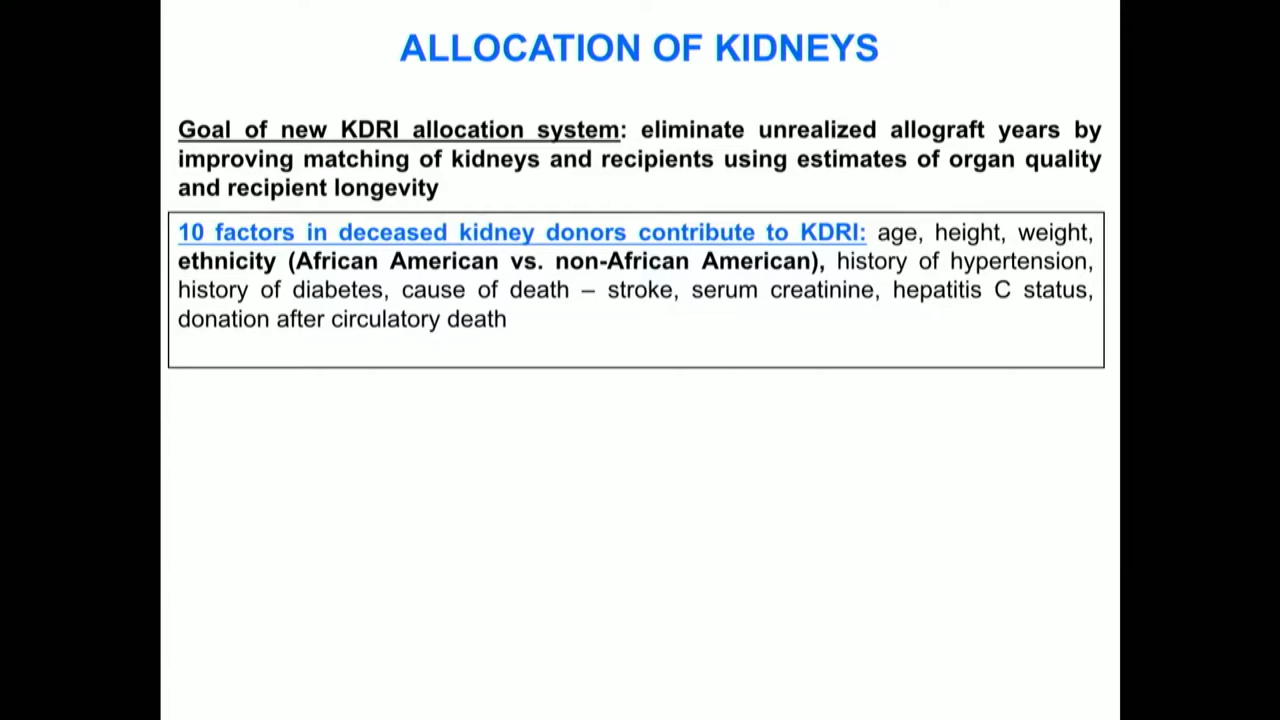 ALLOCATION OF KIDNEYS
Goal of new KDRI allocation system: eliminate unrealized allograft years by
improving matching of kidneys and recipients using estimates of organ quality
and recipient longevity
10 factors in deceased kidney donors contribute to KDRI: age, height, weight,
ethnicity (African American vs. non-African American), history of hypertension,
history of diabetes, cause of death – stroke, serum creatinine, hepatitis C status,
donation after circulatory death